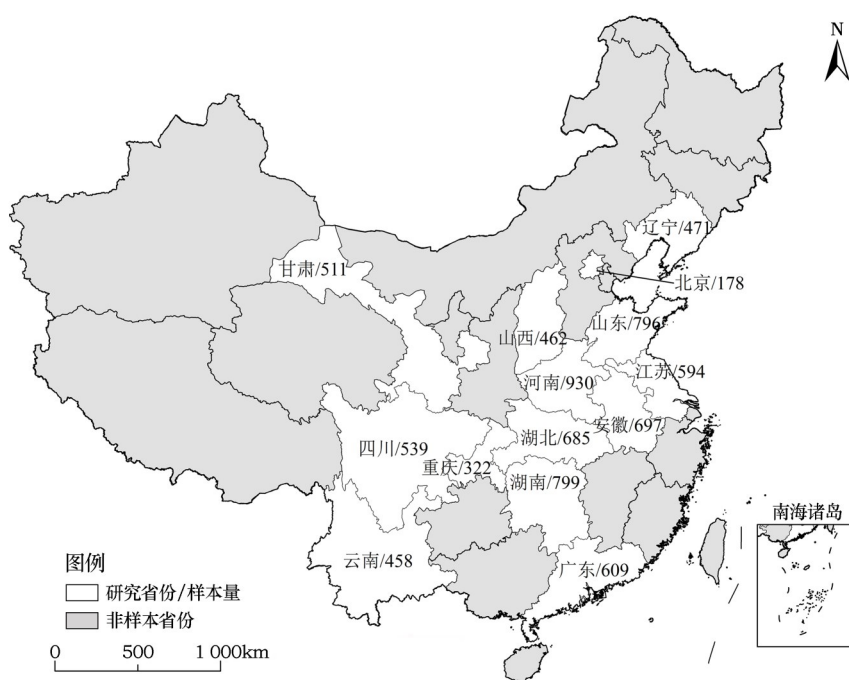 N
辽宁/471
甘肃/511
北京/178
山东/796
山西/462
江苏/594
河南/930
安徽/697
湖北/685
四川/539
重庆/322
湖南/799
南海诸岛
云南/458
广东/609
图例
研究省份/样本量
非样本省份
0 500 1 000km